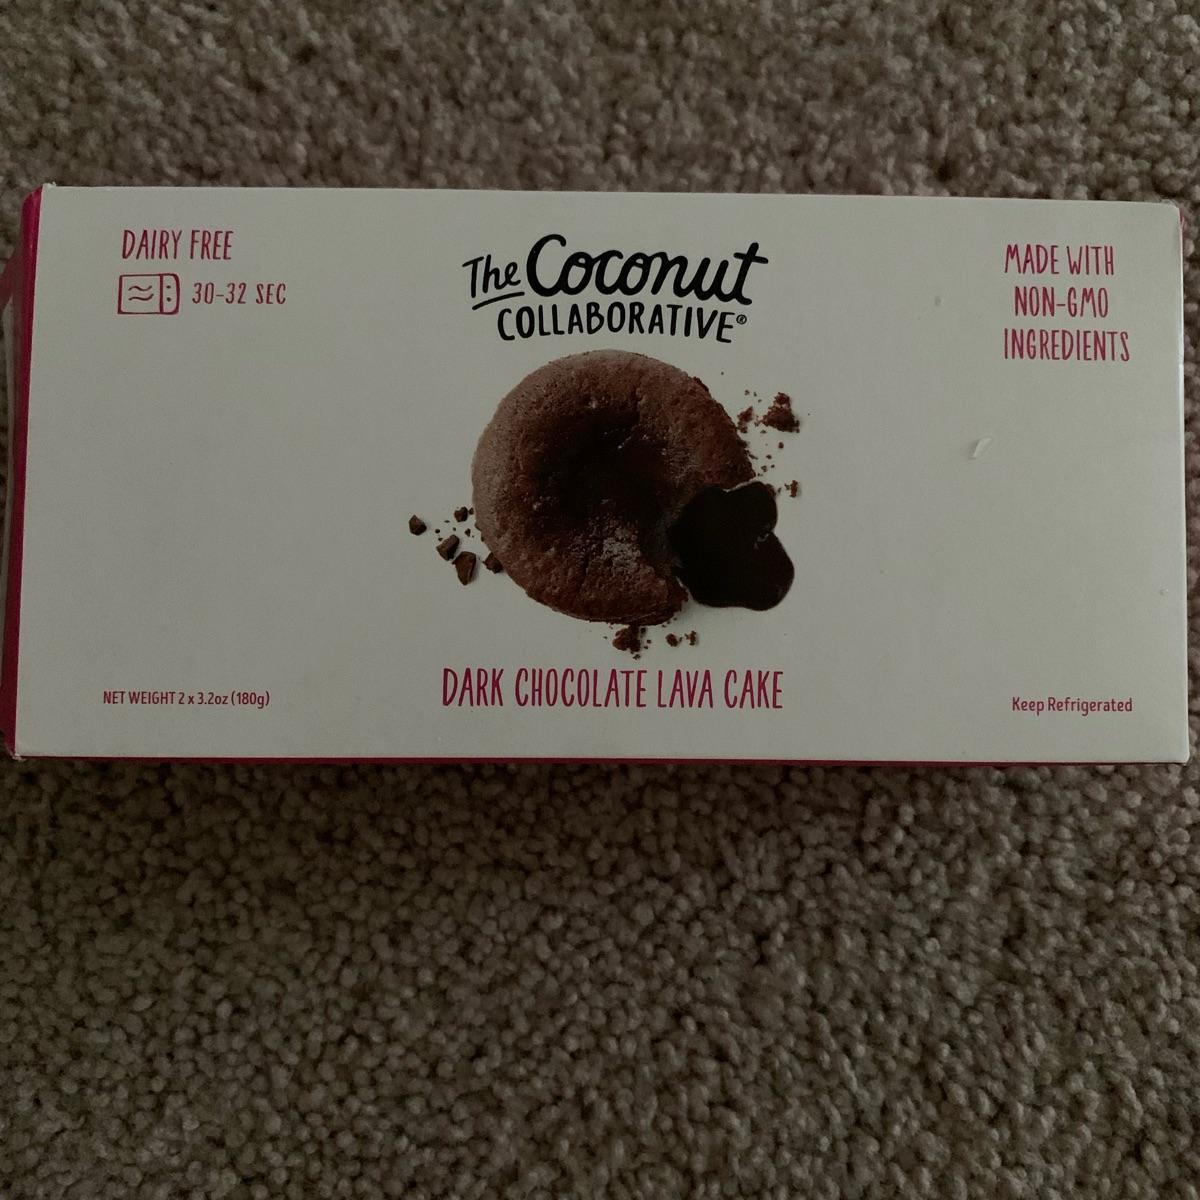 DAIRY FREE
30-32 SEC
The Coconut
COLLABORATIVE®
MADE WITH
NON-GMO
INGREDIENTS
DARK CHOCOLATE LAVA CAKE
NET WEIGHT 2 x 3.2oz (180g)
Keep Refrigerated